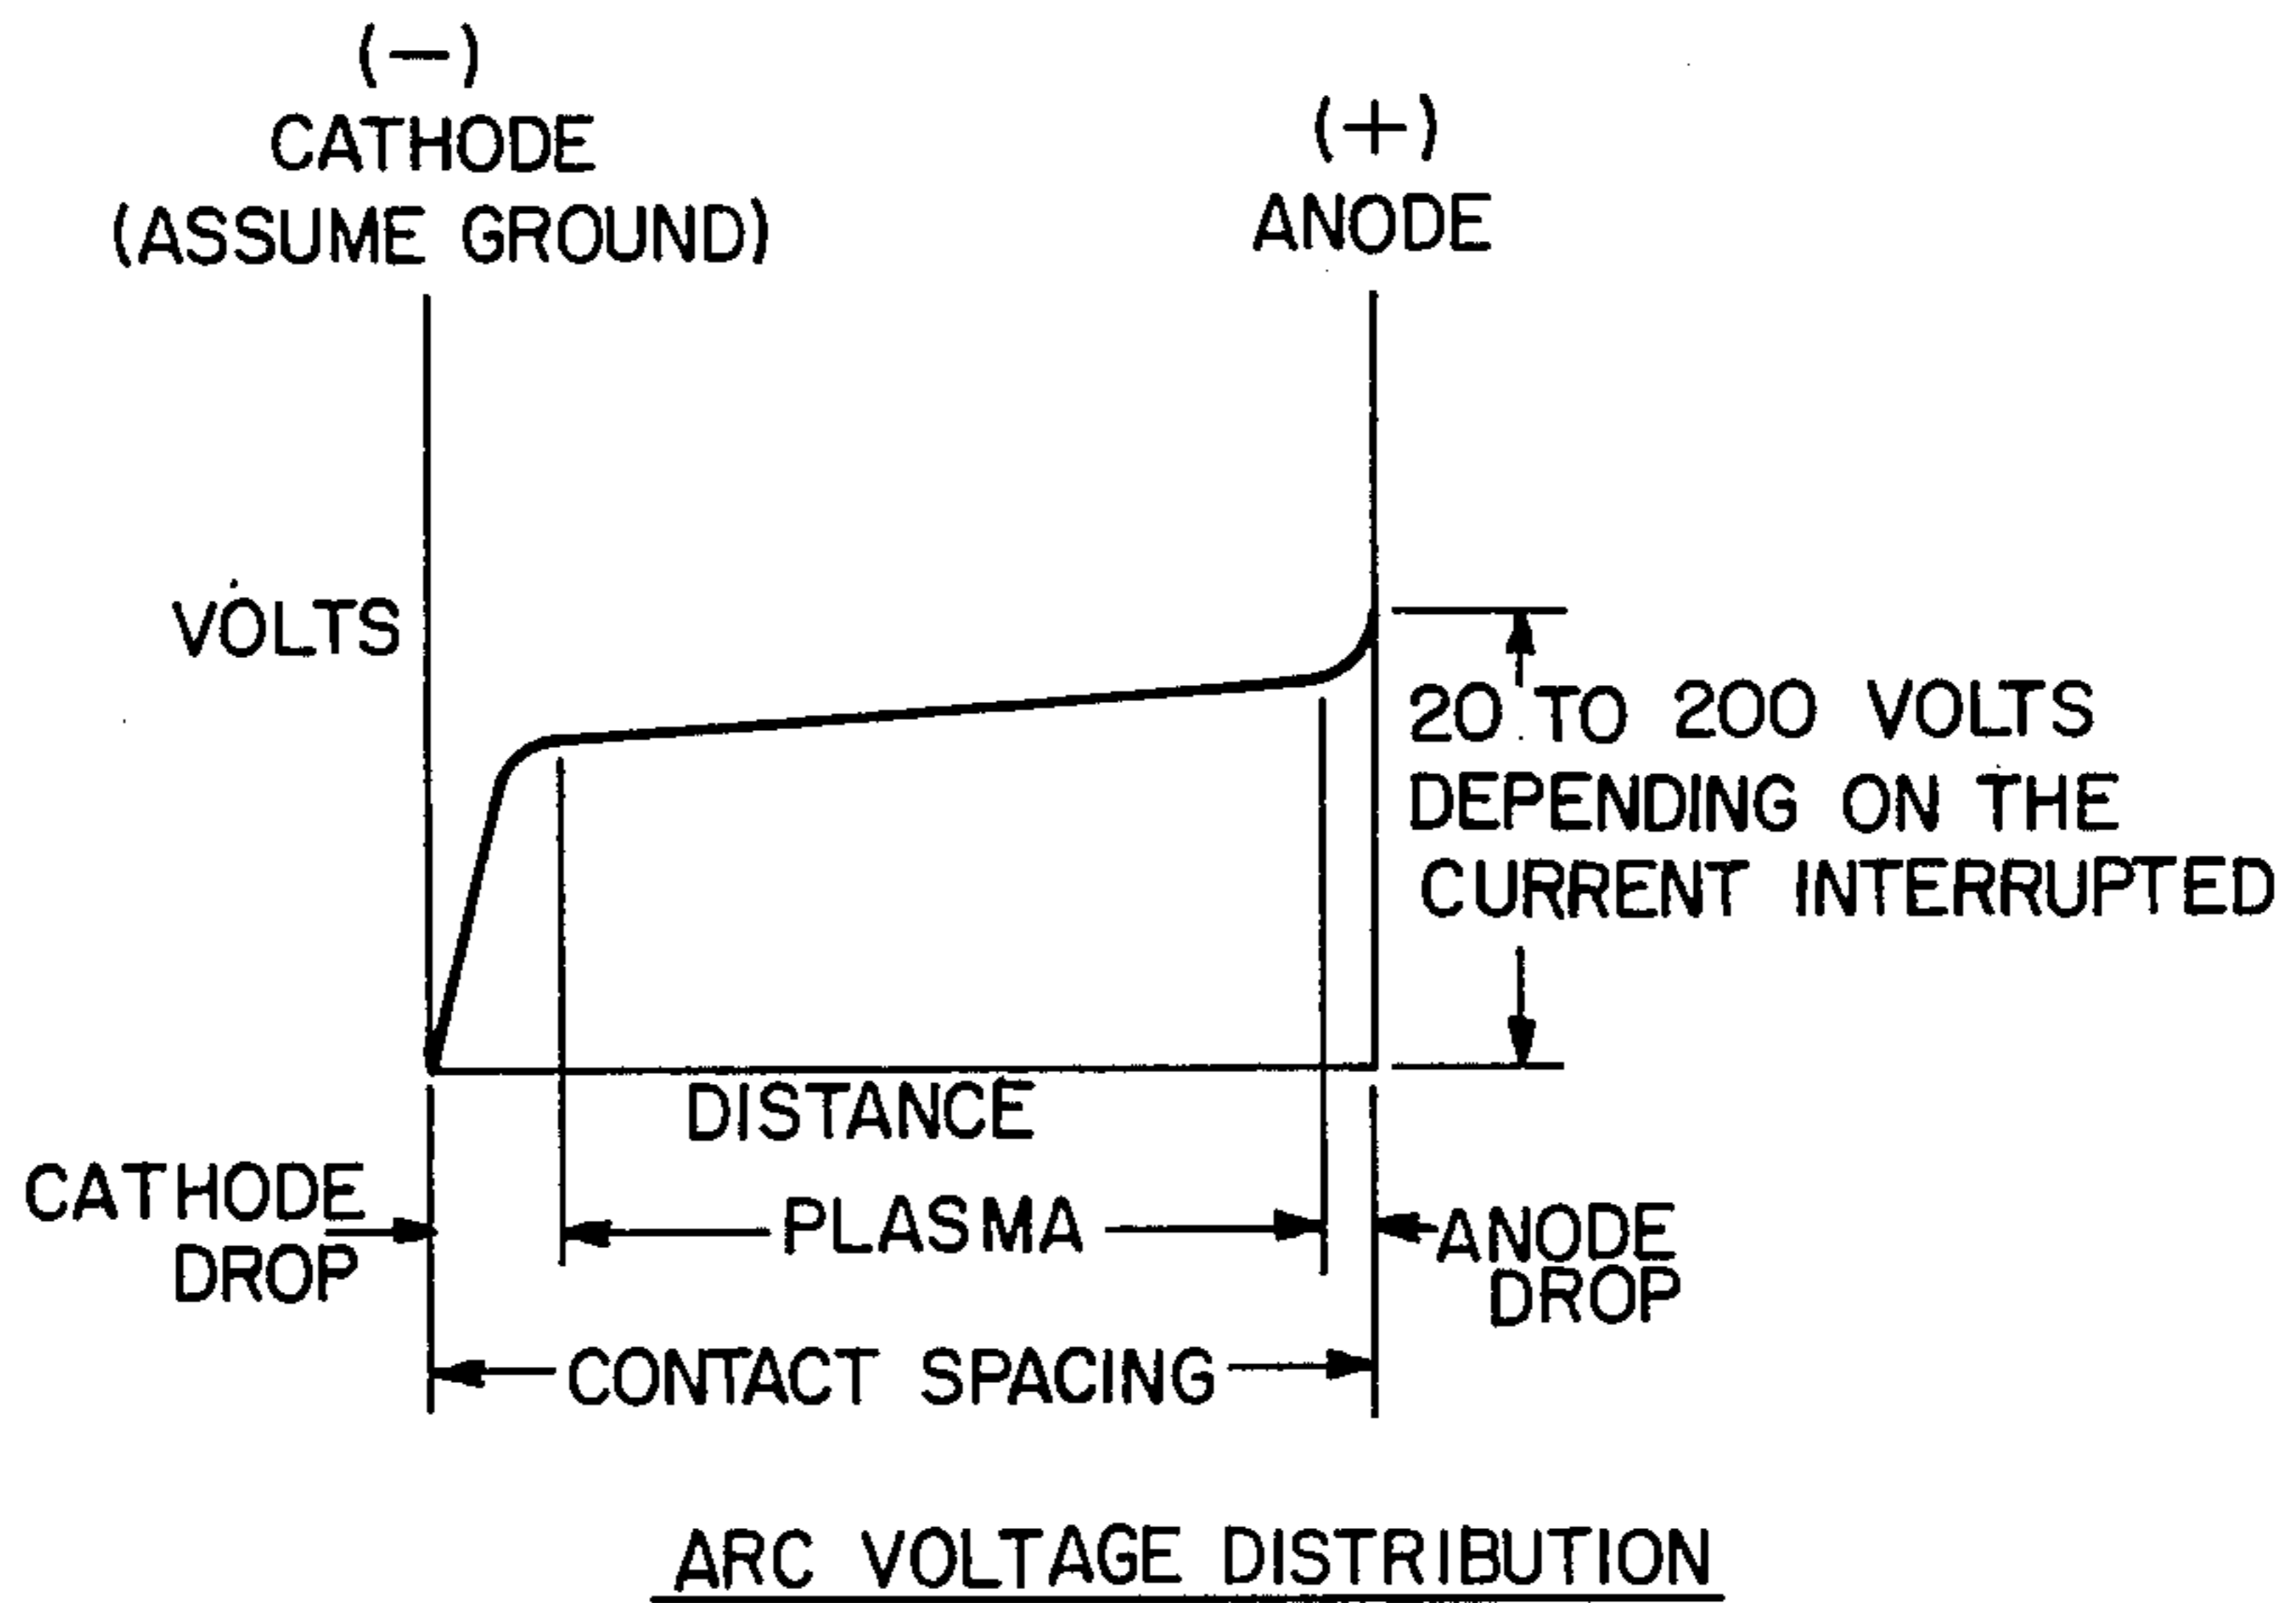 (—)
CATHODE
(ASSUME GROUND)
(+)
ANODE
VOLTS
20 TO 200 VOLTS
DEPENDING ON THE
CURRENT INTERRUPTED
DISTANCE
CATHODE
DROP
PLASMA
ANODE
DROP
CONTACT SPACING
ARC VOLTAGE DISTRIBUTION